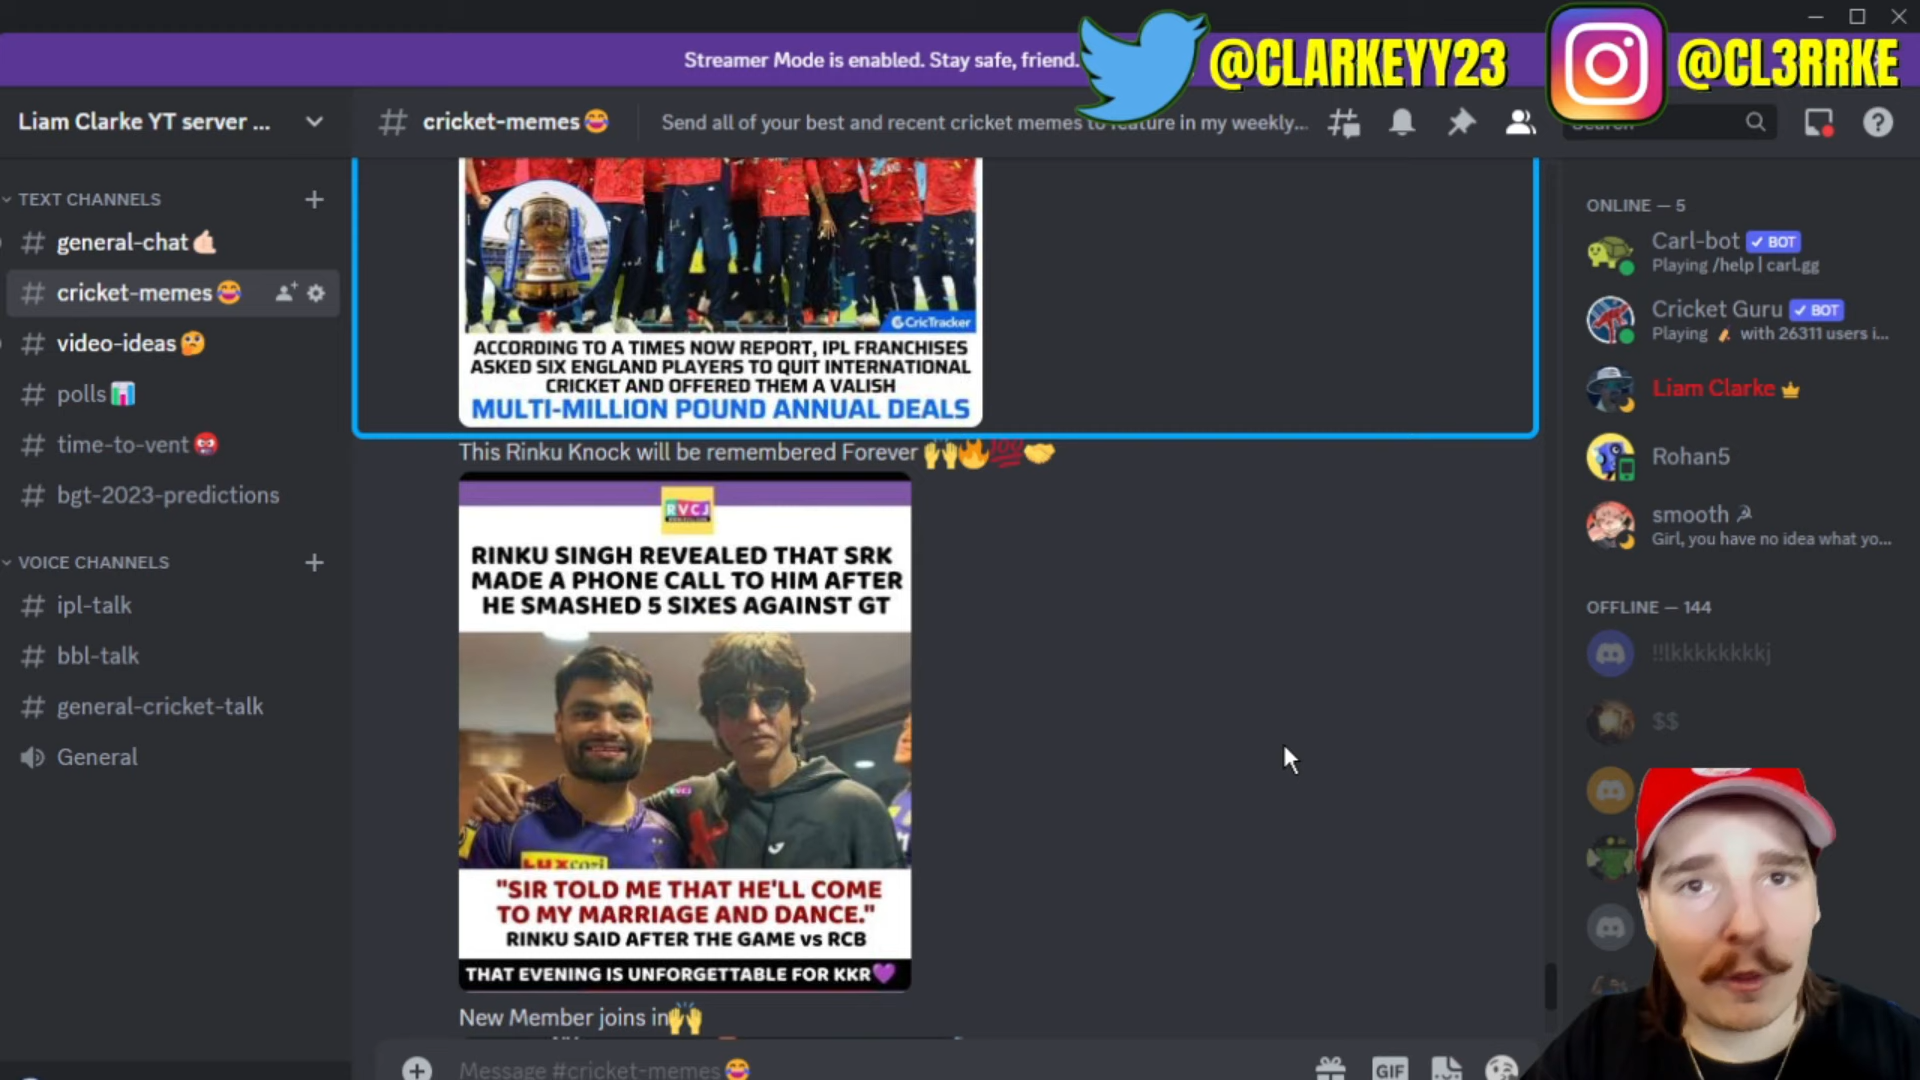 @CLARKEYY23
@CL3RRKE
Streamer Mode is enabled. Stay safe, friend.
Liam Clarke YT server ...
# cricket-memes😂
Send all of your best and recent cricket memes to feature in my weekly...
TEXT CHANNELS
# general-chat🤙🏻
# cricket-memes😂
# video-ideas🤔
# polls📊
# time-to-vent👹
# bgt-2023-predictions
VOICE CHANNELS
# ipl-talk
# bbl-talk
# general-cricket-talk
General
CricTracker
ACCORDING TO A TIMES NOW REPORT, IPL FRANCHISES
ASKED SIX ENGLAND PLAYERS TO QUIT INTERNATIONAL
CRICKET AND OFFERED THEM A VALISH
MULTI-MILLION POUND ANNUAL DEALS
This Rinku Knock will be remembered Forever 🙌🔥💯🤝
RVCJ
RINKU SINGH REVEALED THAT SRK
MADE A PHONE CALL TO HIM AFTER
HE SMASHED 5 SIXES AGAINST GT
RVCJ
LUX cozi
"SIR TOLD ME THAT HE'LL COME
TO MY MARRIAGE AND DANCE."
RINKU SAID AFTER THE GAME vs RCB
THAT EVENING IS UNFORGETTABLE FOR KKR💜
New Member joins in🙌
Message #cricket-memes😂
GIF
ONLINE — 5
Carl-bot ✓ BOT
Playing /help | carl.gg
Cricket Guru ✓ BOT
Playing 🏏 with 26311 users i...
Liam Clarke
Rohan5
smooth ☭
Girl, you have no idea what yo...
OFFLINE — 144
!!lkkkkkkkj
$$